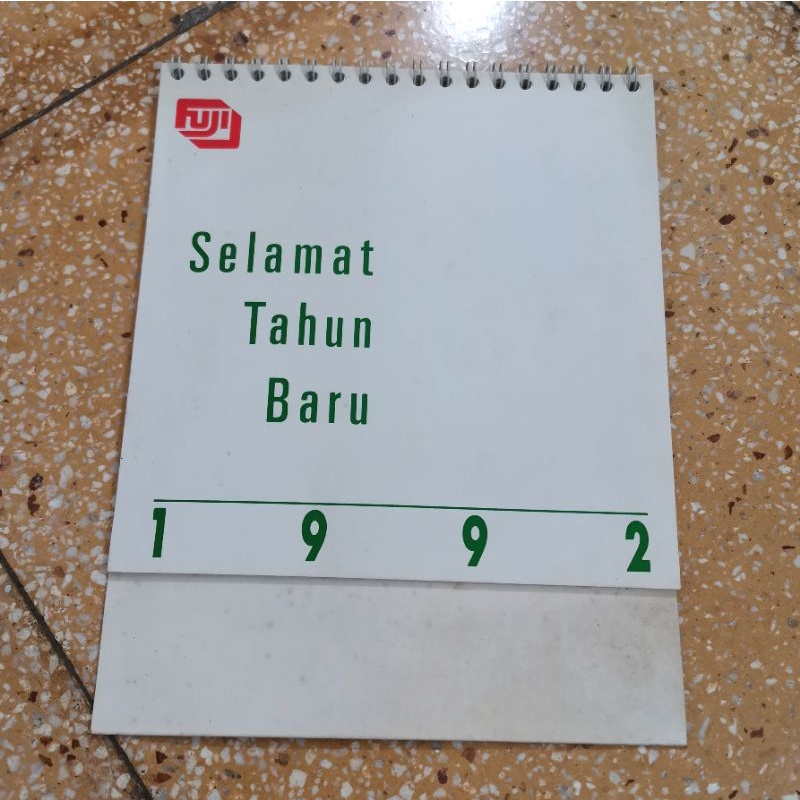 FUJI
Selamat
Tahun
Baru
1 9 9 2